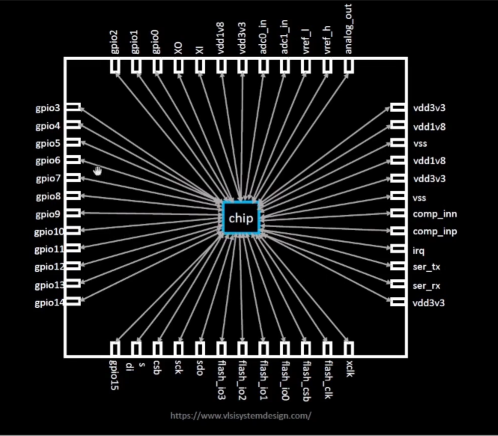 gpio2
gpio1
gpio0
XO
XI
vdd1v8
vdd3v3
adc0_in
adc1_in
vref_l
vref_h
analog_out
gpio3
gpio4
gpio5
gpio6
gpio7
gpio8
gpio9
gpio10
gpio11
gpio12
gpio13
gpio14
chip
vdd3v3
vdd1v8
vss
vdd1v8
vdd3v3
vss
comp_inn
comp_inp
irq
ser_tx
ser_rx
vdd3v3
gpio15
s
di
csb
sck
sdo
flash_io3
flash_io2
flash_io1
flash_io0
flash_csb
flash_clk
xclk
https://www.vlsisystemdesign.com/